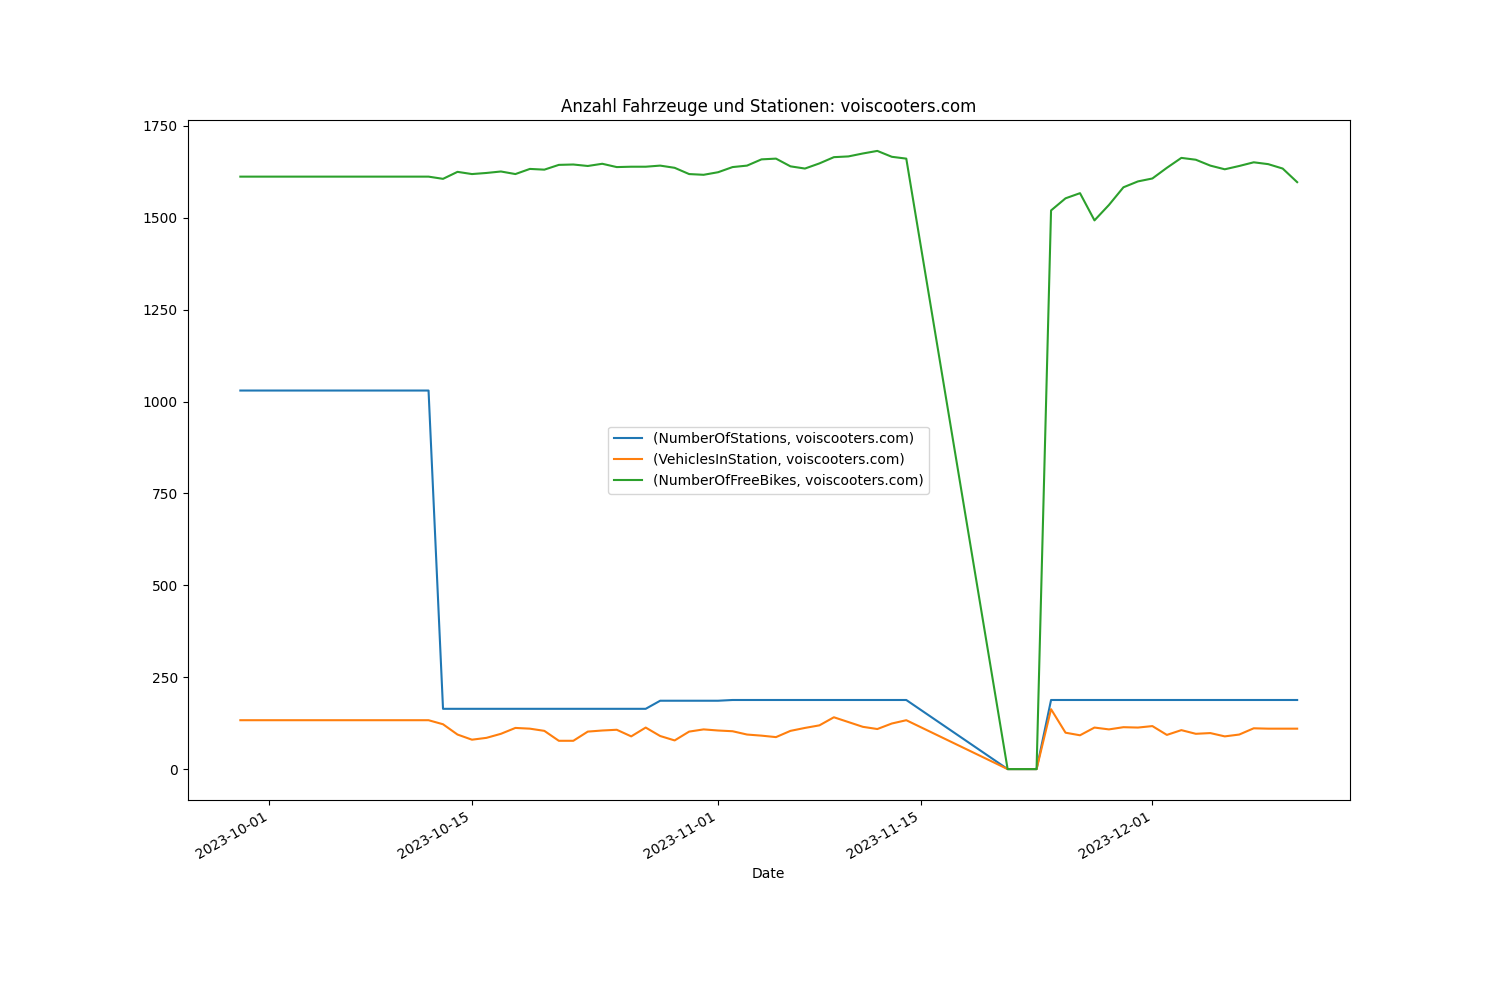 Anzahl Fahrzeuge und Stationen: voiscooters.com
1750
1500
1250
1000
750
500
250
0
(NumberOfStations, voiscooters.com)
(VehiclesInStation, voiscooters.com)
(NumberOfFreeBikes, voiscooters.com)
2023-10-01
2023-10-15
2023-11-01
2023-11-15
2023-12-01
Date